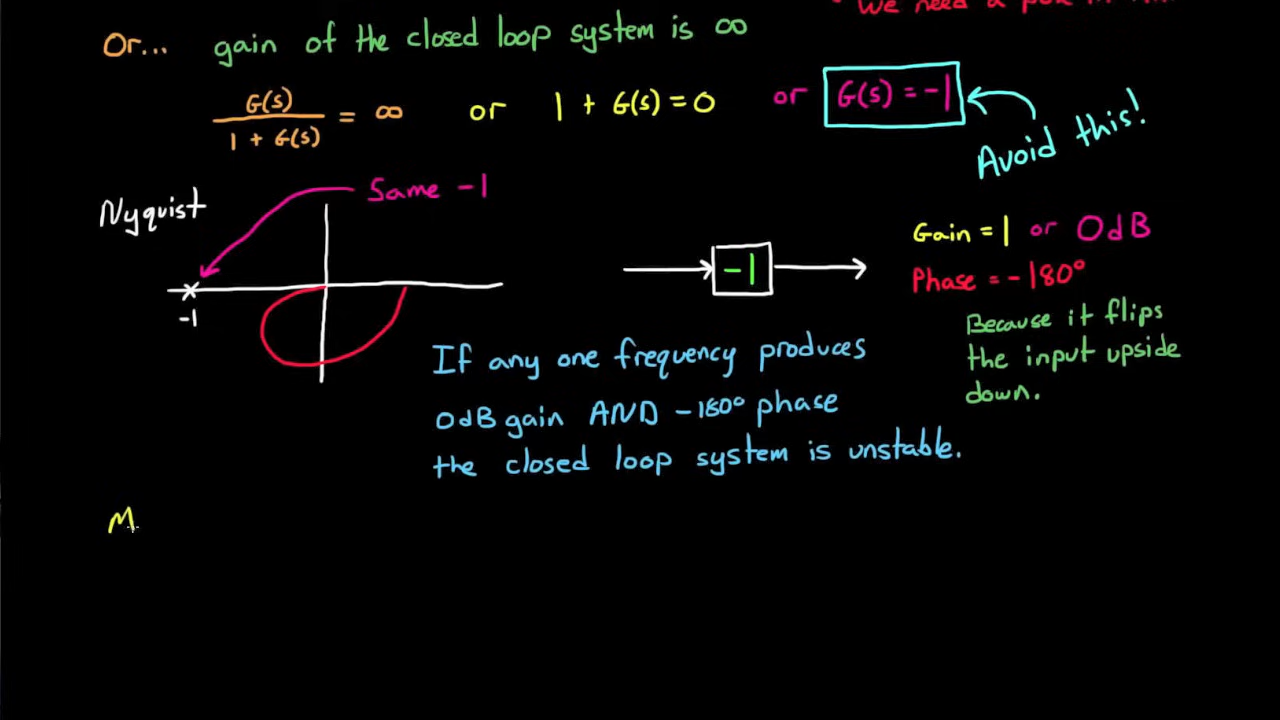 We need a
Or... gain of the closed loop system is ∞
G(s)
1 + G(s)
= ∞ or 1 + G(s) = 0 or G(s) = -1
Avoid this!
Nyquist
Same -1
-1
-1
Gain = 1 or 0dB
Phase = -180°
Because it flips
the input upside
down.
If any one frequency produces
0dB gain AND -180° phase
the closed loop system is unstable.
M